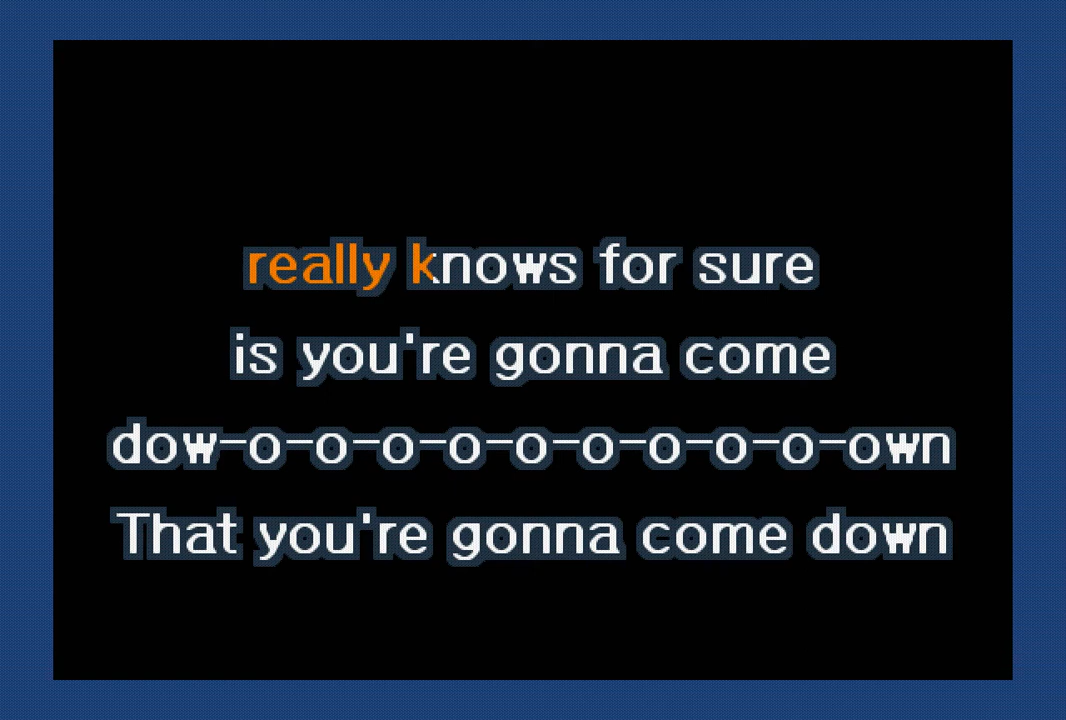 really knows for sure
is you're gonna come
dow-o-o-o-o-o-o-o-o-o-own
That you're gonna come down